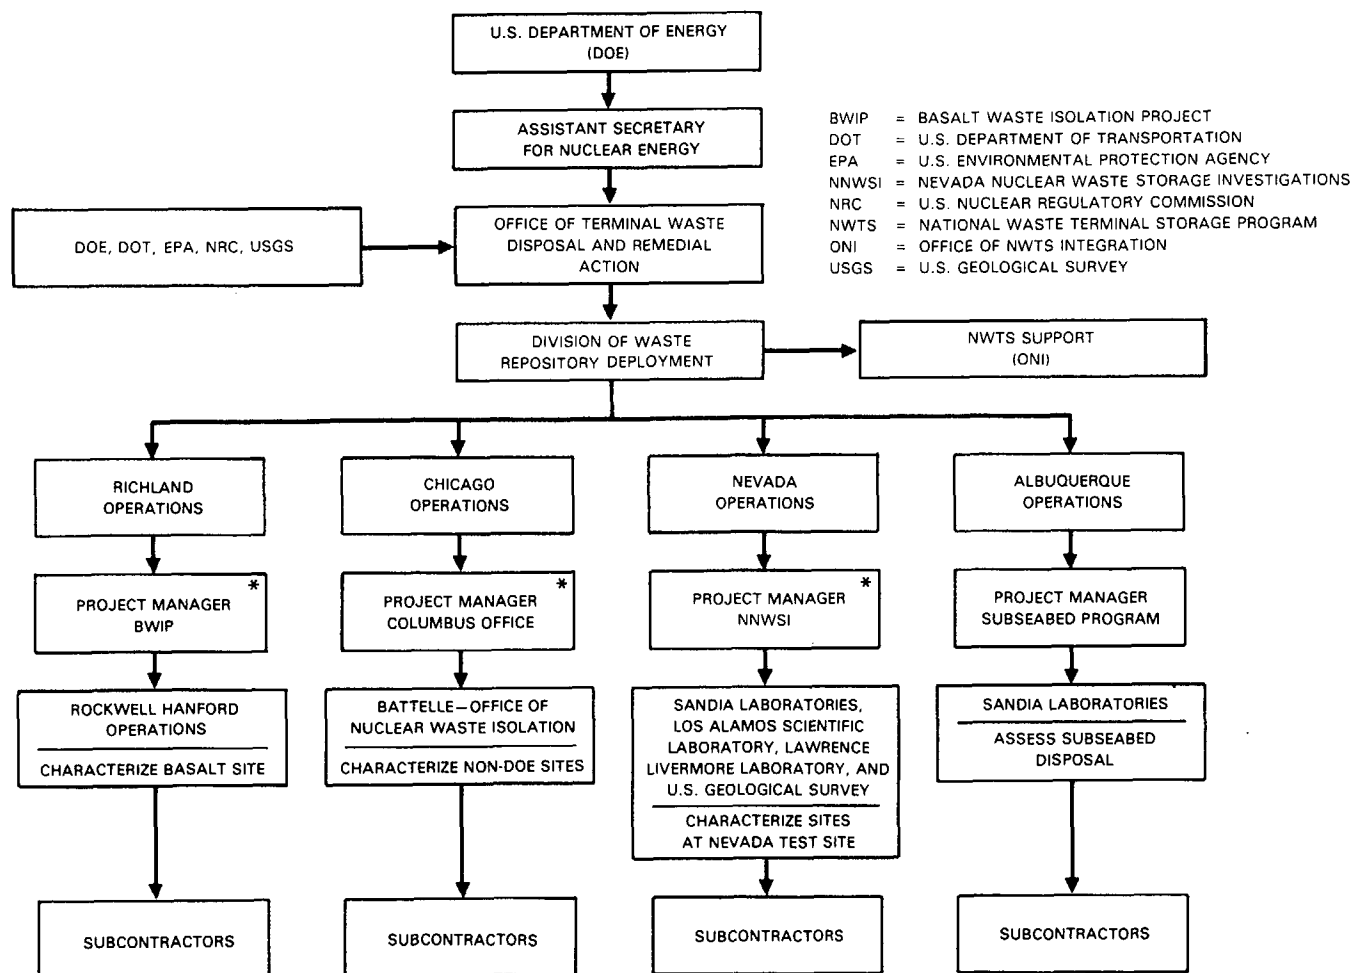 U.S. DEPARTMENT OF ENERGY
(DOE)
ASSISTANT SECRETARY
FOR NUCLEAR ENERGY
BWIP = BASALT WASTE ISOLATION PROJECT
DOT = U.S. DEPARTMENT OF TRANSPORTATION
EPA = U.S. ENVIRONMENTAL PROTECTION AGENCY
NNWSI = NEVADA NUCLEAR WASTE STORAGE INVESTIGATIONS
NRC = U.S. NUCLEAR REGULATORY COMMISSION
NWTS = NATIONAL WASTE TERMINAL STORAGE PROGRAM
ONI = OFFICE OF NWTS INTEGRATION
USGS = U.S. GEOLOGICAL SURVEY
DOE, DOT, EPA, NRC, USGS
OFFICE OF TERMINAL WASTE
DISPOSAL AND REMEDIAL
ACTION
DIVISION OF WASTE
REPOSITORY DEPLOYMENT
NWTS SUPPORT
(ONI)
RICHLAND
OPERATIONS
CHICAGO
OPERATIONS
NEVADA
OPERATIONS
ALBUQUERQUE
OPERATIONS
*
PROJECT MANAGER
BWIP
*
PROJECT MANAGER
COLUMBUS OFFICE
*
PROJECT MANAGER
NNWSI
PROJECT MANAGER
SUBSEABED PROGRAM
ROCKWELL HANFORD
OPERATIONS
CHARACTERIZE BASALT SITE
BATTELLE—OFFICE OF
NUCLEAR WASTE ISOLATION
CHARACTERIZE NON-DOE SITES
SANDIA LABORATORIES,
LOS ALAMOS SCIENTIFIC
LABORATORY, LAWRENCE
LIVERMORE LABORATORY, AND
U.S. GEOLOGICAL SURVEY
CHARACTERIZE SITES
AT NEVADA TEST SITE
SANDIA LABORATORIES
ASSESS SUBSEABED
DISPOSAL
SUBCONTRACTORS
SUBCONTRACTORS
SUBCONTRACTORS
SUBCONTRACTORS